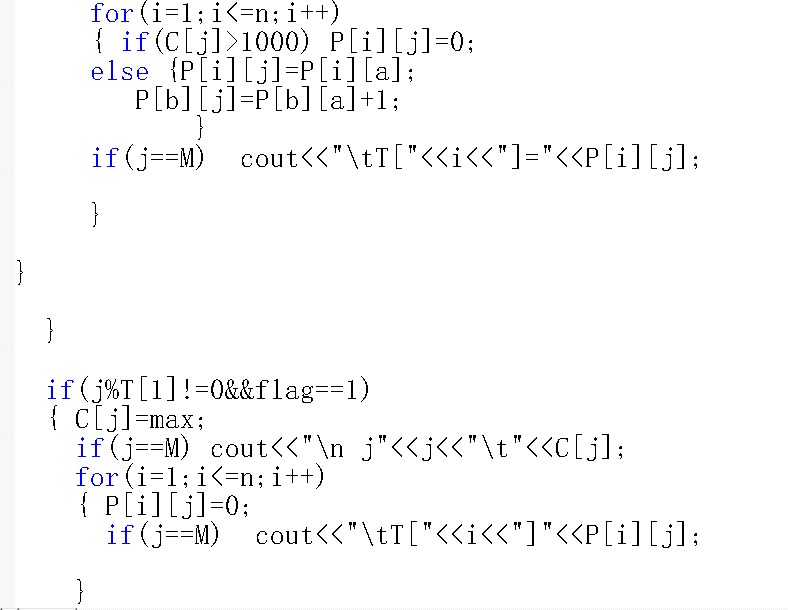 for(i=1;i<=n;i++)
{ if(C[j]>1000) P[i][j]=0;
else {P[i][j]=P[i][a];
P[b][j]=P[b][a]+1;
}
if(j==M)  cout<<"\tT["<<i<<"]="<<P[i][j];
}
}
}
if(j%T[1]!=0&&flag==1)
{ C[j]=max;
if(j==M) cout<<"\n j"<<j<<"\t"<<C[j];
for(i=1;i<=n;i++)
{ P[i][j]=0;
if(j==M)  cout<<"\tT["<<i<<"]"<<P[i][j];
}